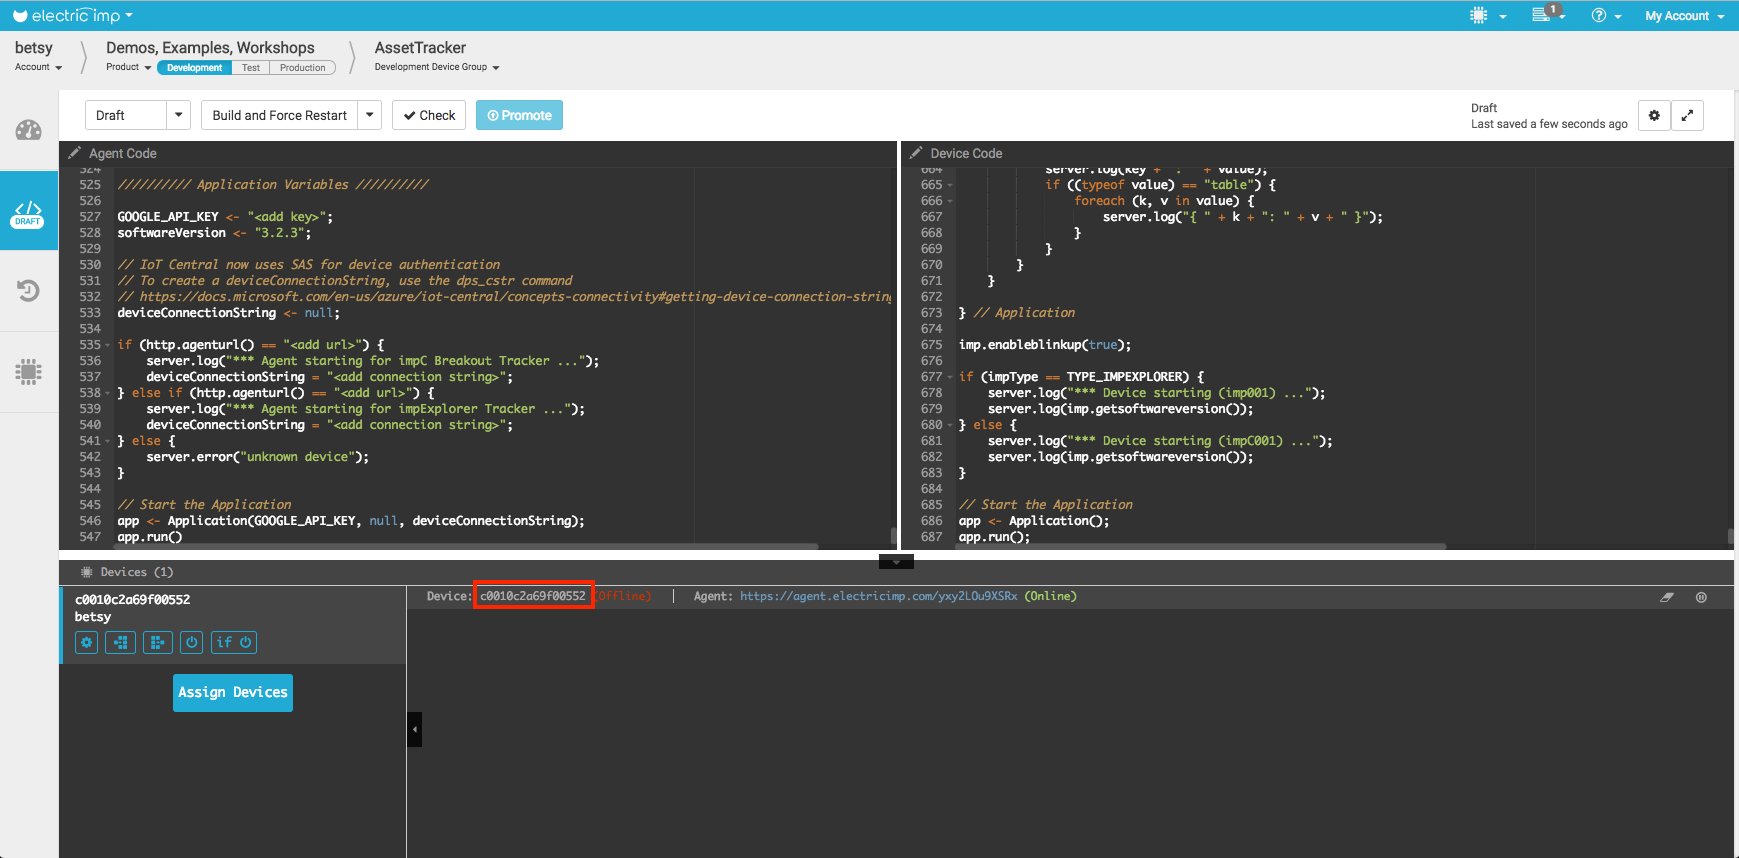 electric imp
1
My Account
betsy
Demos, Examples, Workshops
AssetTracker
Account
Product
Development
Test
Production
Development Device Group
Draft
Build and Force Restart
Check
Promote
Draft
Last saved a few seconds ago
DRAFT
Agent Code
524
525 ////////// Application Variables //////////
526
527 GOOGLE_API_KEY <- "<add key>";
528 softwareVersion <- "3.2.3";
529
530 // IoT Central now uses SAS for device authentication
531 // To create a deviceConnectionString, use the dps_cstr command
532 // https://docs.microsoft.com/en-us/azure/iot-central/concepts-connectivity#getting-device-connection-string
533 deviceConnectionString <- null;
534
535 if (http.agenturl() == "<add url>") {
536 server.log("*** Agent starting for impC Breakout Tracker ...");
537 deviceConnectionString = "<add connection string>";
538 } else if (http.agenturl() == "<add url>") {
539 server.log("*** Agent starting for impExplorer Tracker ...");
540 deviceConnectionString = "<add connection string>";
541 } else {
542 server.error("unknown device");
543 }
544
545 // Start the Application
546 app <- Application(GOOGLE_API_KEY, null, deviceConnectionString);
547 app.run()
Device Code
664 server.log(key + ": " + value);
665 if ((typeof value) == "table") {
666 foreach (k, v in value) {
667 server.log("{ " + k + ": " + v + " }");
668 }
669 }
670 }
671 }
672
673 } // Application
674
675 imp.enableblinkup(true);
676
677 if (impType == TYPE_IMPEXPLORER) {
678 server.log("*** Device starting (imp001) ...");
679 server.log(imp.getsoftwareversion());
680 } else {
681 server.log("*** Device starting (impC001) ...");
682 server.log(imp.getsoftwareversion());
683 }
684
685 // Start the Application
686 app <- Application();
687 app.run();
Devices (1)
c0010c2a69f00552
betsy
if
Assign Devices
Device: c0010c2a69f00552 (Offline) | Agent: https://agent.electricimp.com/yxy2LOu9XSRx (Online)